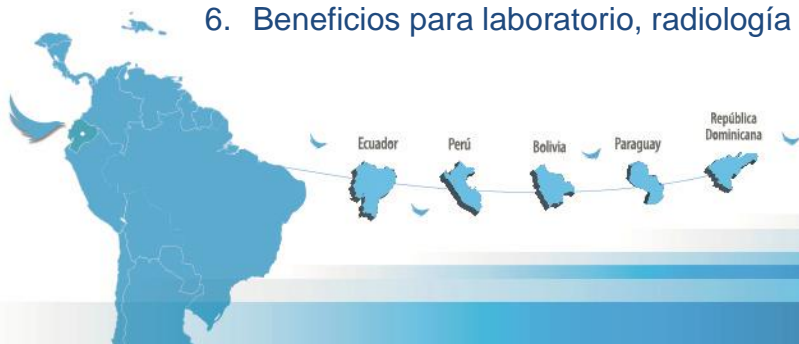 6. Beneficios para laboratorio, radiología
Ecuador
Perú
Bolivia
Paraguay
República
Dominicana